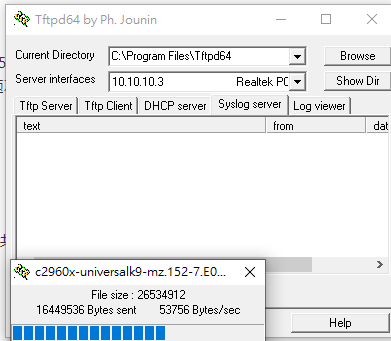 Tftpd64 by Ph. Jounin
Current Directory C:\Program Files\Tftpd64 Browse
Server interfaces 10.10.10.3 Realtek PC Show Dir
Tftp Server Tftp Client DHCP server Syslog server Log viewer
text from dat
c2960x-universalk9-mz.152-7.E0...
File size : 26534912
16449536 Bytes sent 53756 Bytes/sec
Help